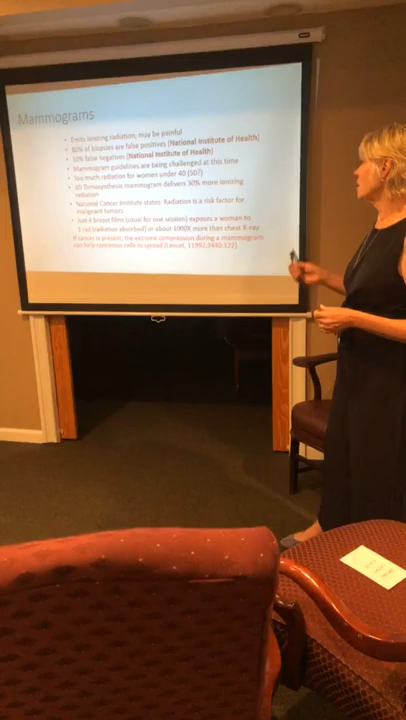 Mammograms
• Emits ionizing radiation; may be painful
• 80% of biopsies are false positives (National Institute of Health)
• 10% false negatives (National Institute of Health)
• Mammogram guidelines are being challenged at this time
• Too much radiation for women under 40 (50?)
• 3D Tomosynthesis mammogram delivers 30% more ionizing
radiation
• National Cancer Institute states: Radiation is a risk factor for
malignant tumors
• Just 4 breast films (usual for one session) exposes a woman to
1 rad (radiation absorbed) or about 1000X more than chest X-ray
If cancer is present, the extreme compression during a mammogram
can help cancerous cells to spread (Lancet,